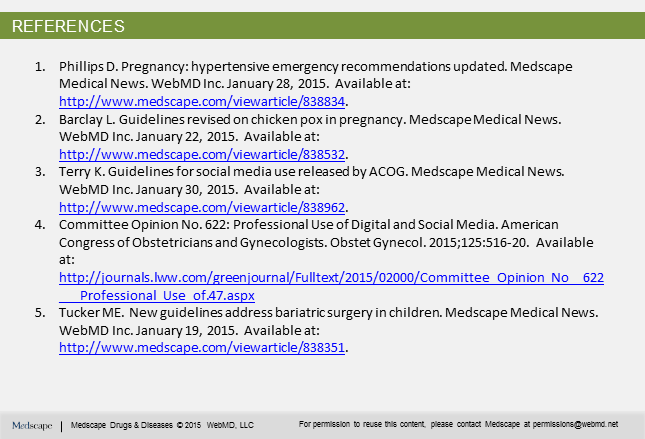 REFERENCES
1. Phillips D. Pregnancy: hypertensive emergency recommendations updated. Medscape
Medical News. WebMD Inc. January 28, 2015. Available at:
http://www.medscape.com/viewarticle/838834.
2. Barclay L. Guidelines revised on chicken pox in pregnancy. Medscape Medical News.
WebMD Inc. January 22, 2015. Available at:
http://www.medscape.com/viewarticle/838532.
3. Terry K. Guidelines for social media use released by ACOG. Medscape Medical News.
WebMD Inc. January 30, 2015. Available at:
http://www.medscape.com/viewarticle/838962.
4. Committee Opinion No. 622: Professional Use of Digital and Social Media. American
Congress of Obstetricians and Gynecologists. Obstet Gynecol. 2015;125:516-20. Available
at:
http://journals.lww.com/greenjournal/Fulltext/2015/02000/Committee_Opinion_No__622
___Professional_Use_of.47.aspx
5. Tucker ME. New guidelines address bariatric surgery in children. Medscape Medical News.
WebMD Inc. January 19, 2015. Available at:
http://www.medscape.com/viewarticle/838351.
Medscape | Medscape Drugs & Diseases © 2015 WebMD, LLC For permission to reuse this content, please contact Medscape at permissions@webmd.net